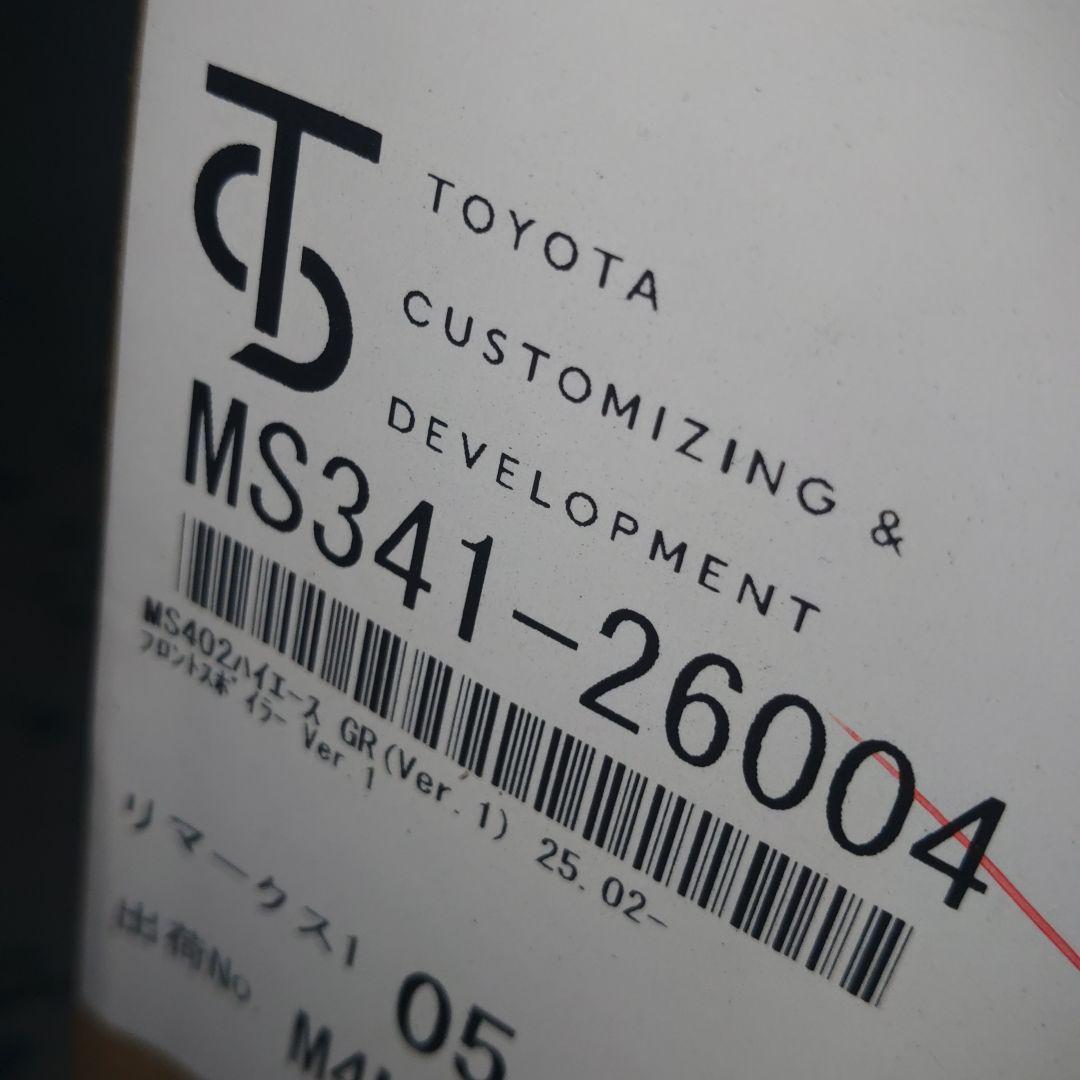 TOYOTA
CUSTOMIZING &
DEVELOPMENT
MS341-26004
MS402ハイエース GR(Ver.1) 25.02-
フロントスポイラー Ver.1
リマークス1
05
出荷No.